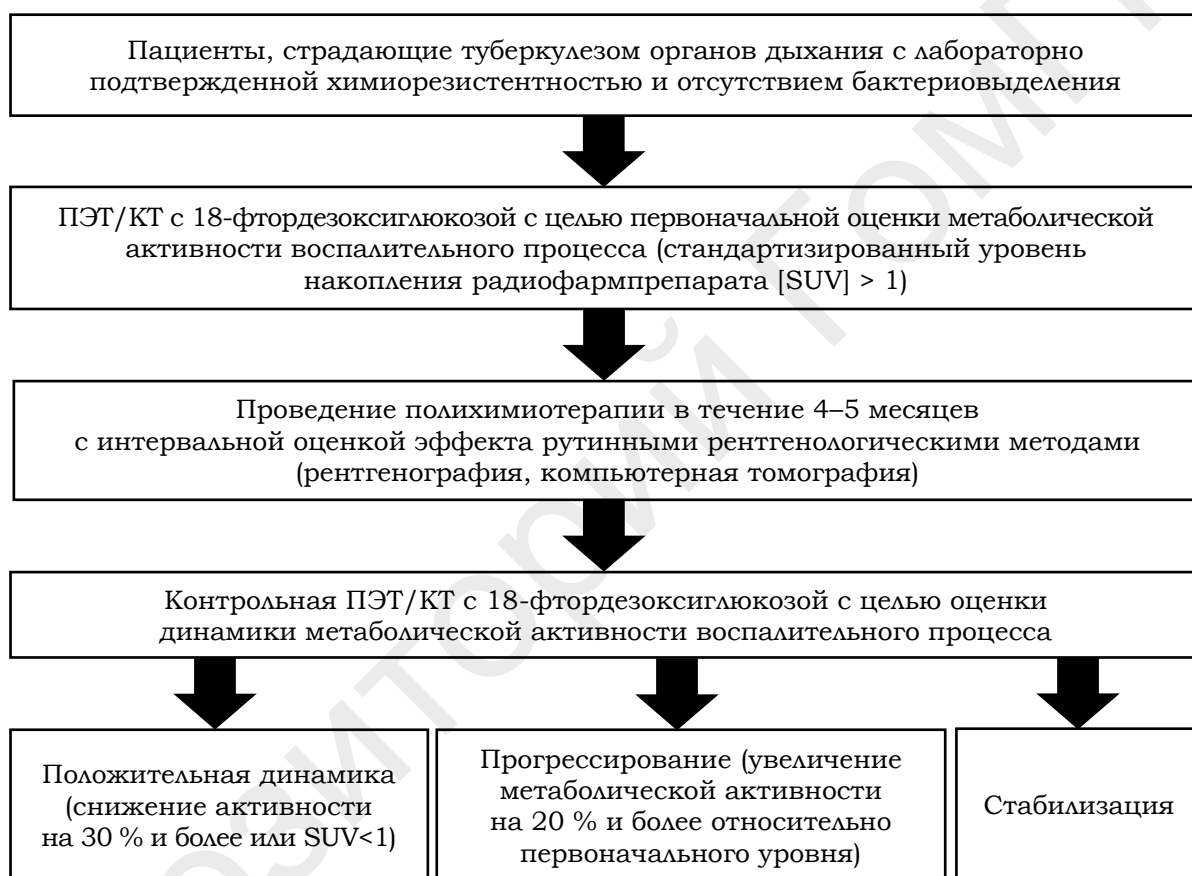 Пациенты, страдающие туберкулезом органов дыхания с лабораторно
подтвержденной химиорезистентностью и отсутствием бактериовыделения
ПЭТ/КТ с 18-фтордезоксиглюкозой с целью первоначальной оценки метаболической
активности воспалительного процесса (стандартизированный уровень
накопления радиофармпрепарата [SUV] > 1)
Проведение полихимиотерапии в течение 4–5 месяцев
с интервальной оценкой эффекта рутинными рентгенологическими методами
(рентгенография, компьютерная томография)
Контрольная ПЭТ/КТ с 18-фтордезоксиглюкозой с целью оценки
динамики метаболической активности воспалительного процесса
Положительная динамика
(снижение активности
на 30 % и более или SUV<1)
Прогрессирование (увеличение
метаболической активности
на 20 % и более относительно
первоначального уровня)
Стабилизация